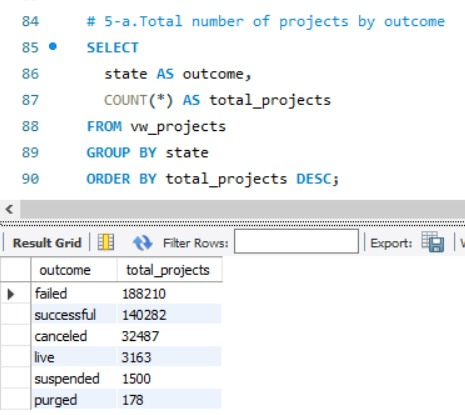 84 # 5-a.Total number of projects by outcome
85 SELECT
86 state AS outcome,
87 COUNT(*) AS total_projects
88 FROM vw_projects
89 GROUP BY state
90 ORDER BY total_projects DESC;
Result Grid Filter Rows: Export:
outcome total_projects
failed 188210
successful 140282
canceled 32487
live 3163
suspended 1500
purged 178